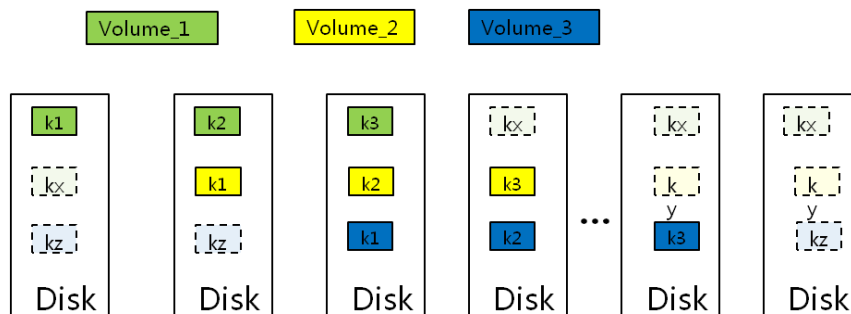 Volume_1 Volume_2 Volume_3
k1 k2 k3 kx kx kx
kx k1 k2 k3 k k
y y
kz kz k1 k2 k3 kz
...
Disk Disk Disk Disk Disk Disk